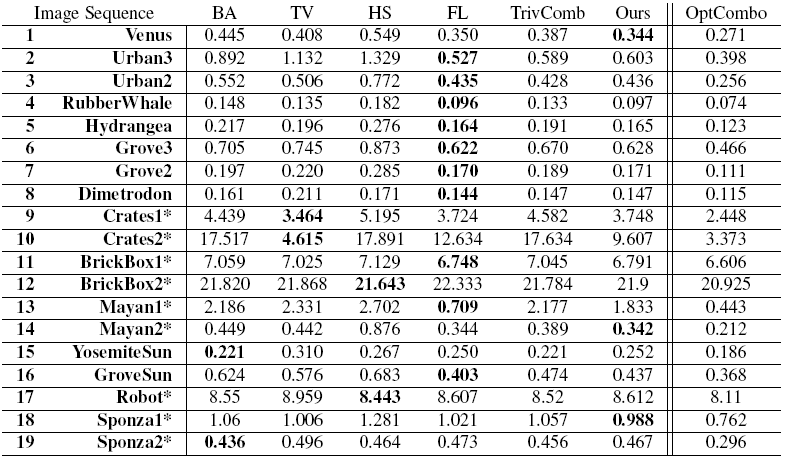 Image Sequence BA TV HS FL TrivComb Ours OptCombo
1 Venus 0.445 0.408 0.549 0.350 0.387 0.344 0.271
2 Urban3 0.892 1.132 1.329 0.527 0.589 0.603 0.398
3 Urban2 0.552 0.506 0.772 0.435 0.428 0.436 0.256
4 RubberWhale 0.148 0.135 0.182 0.096 0.133 0.097 0.074
5 Hydrangea 0.217 0.196 0.276 0.164 0.191 0.165 0.123
6 Grove3 0.705 0.745 0.873 0.622 0.670 0.628 0.466
7 Grove2 0.197 0.220 0.285 0.170 0.189 0.171 0.111
8 Dimetrodon 0.161 0.211 0.171 0.144 0.147 0.147 0.115
9 Crates1* 4.439 3.464 5.195 3.724 4.582 3.748 2.448
10 Crates2* 17.517 4.615 17.891 12.634 17.634 9.607 3.373
11 BrickBox1* 7.059 7.025 7.129 6.748 7.045 6.791 6.606
12 BrickBox2* 21.820 21.868 21.643 22.333 21.784 21.9 20.925
13 Mayan1* 2.186 2.331 2.702 0.709 2.177 1.833 0.443
14 Mayan2* 0.449 0.442 0.876 0.344 0.389 0.342 0.212
15 YosemiteSun 0.221 0.310 0.267 0.250 0.221 0.252 0.186
16 GroveSun 0.624 0.576 0.683 0.403 0.474 0.437 0.368
17 Robot* 8.55 8.959 8.443 8.607 8.52 8.612 8.11
18 Sponza1* 1.06 1.006 1.281 1.021 1.057 0.988 0.762
19 Sponza2* 0.436 0.496 0.464 0.473 0.456 0.467 0.296